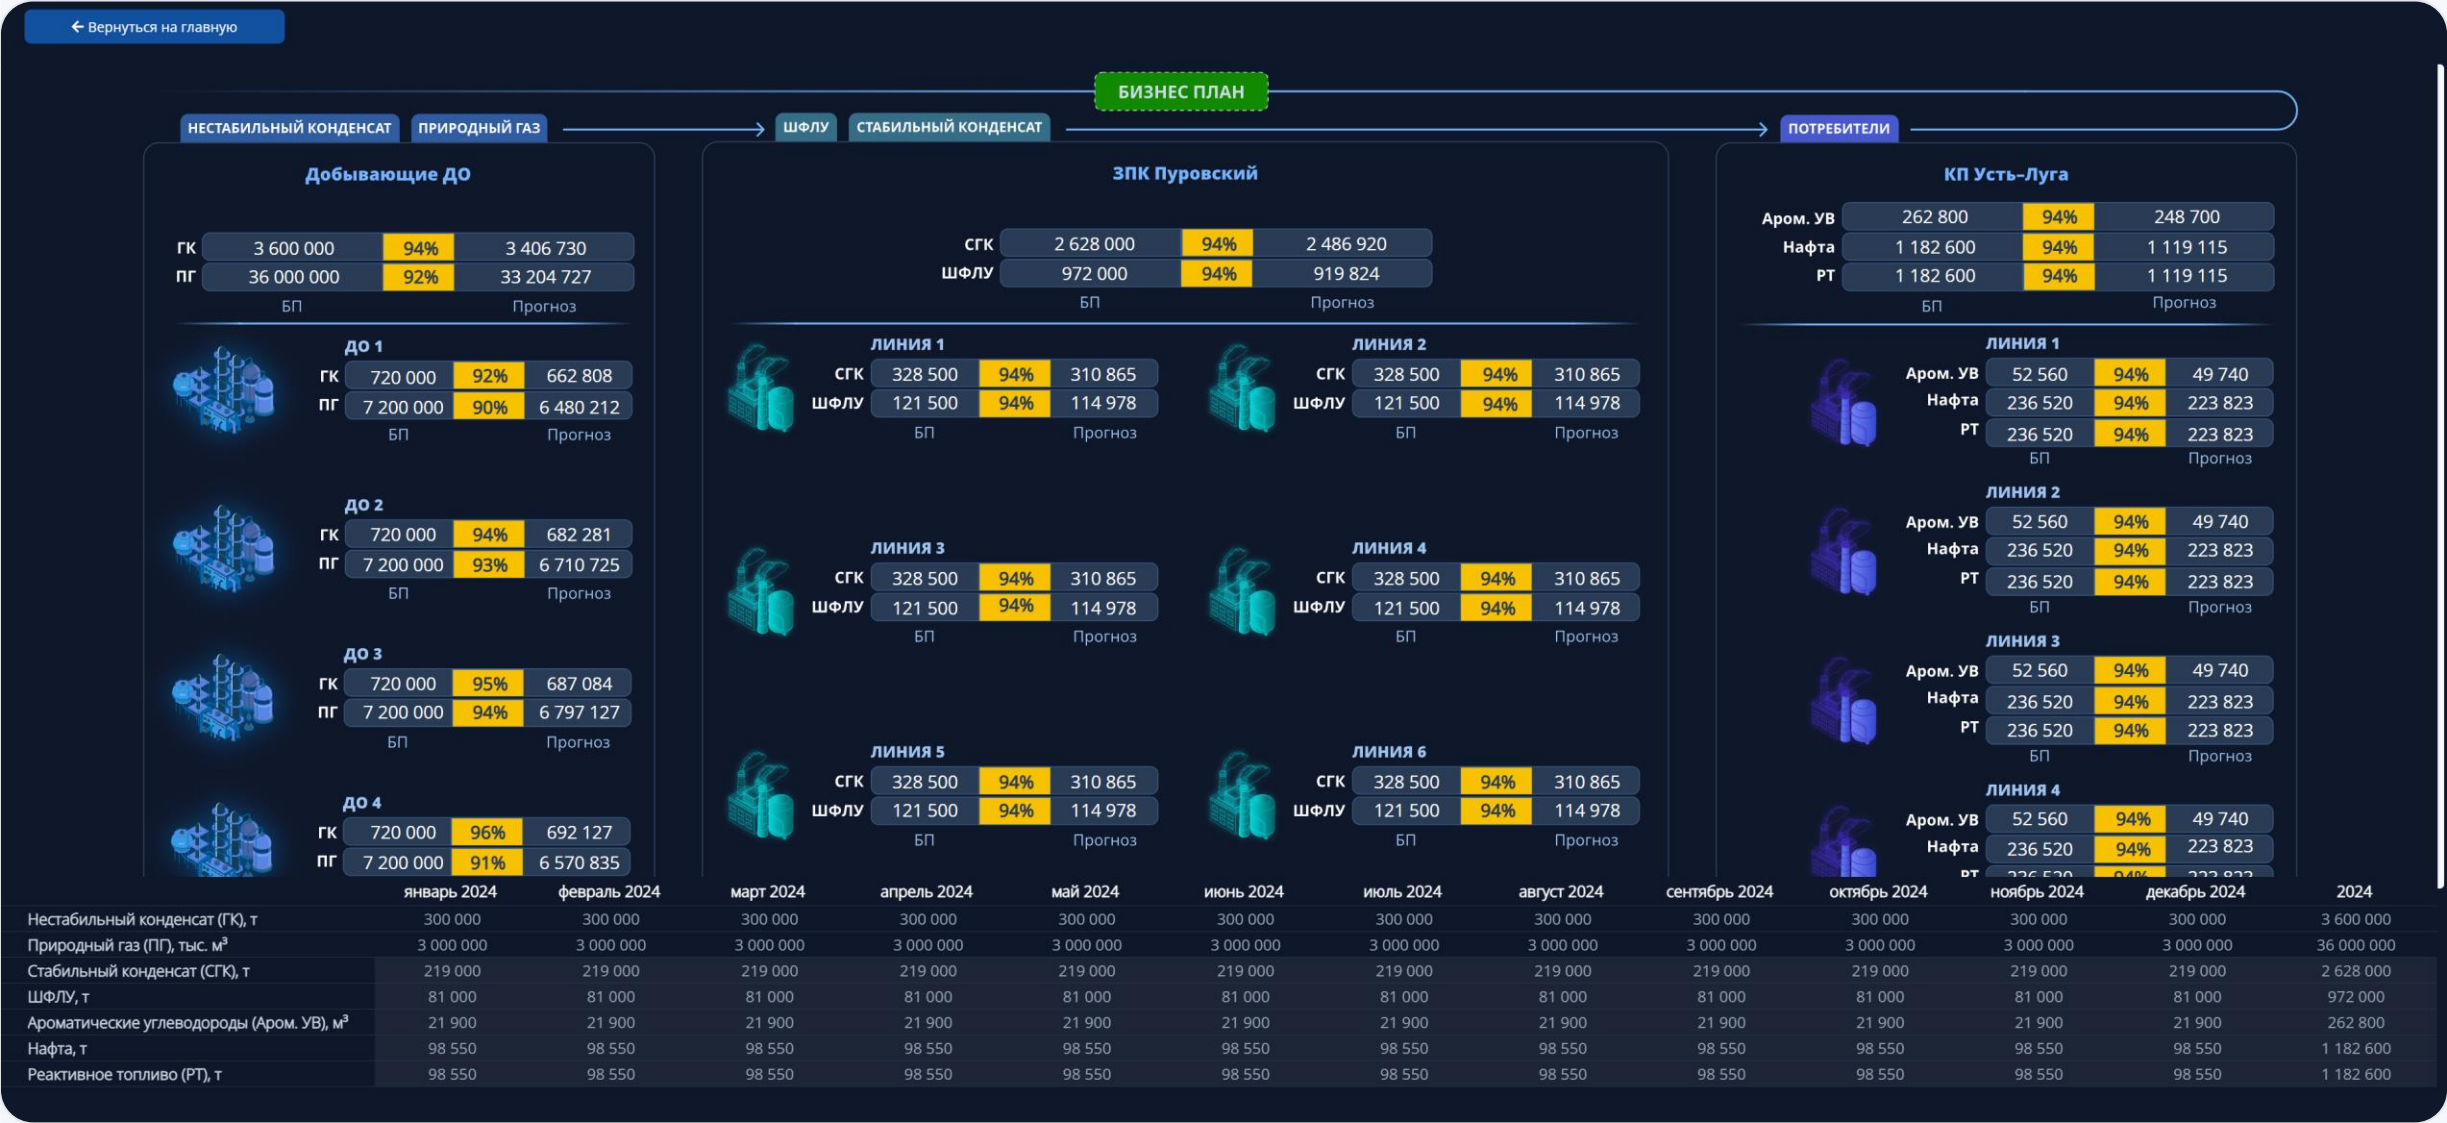 ← Вернуться на главную
БИЗНЕС ПЛАН
НЕСТАБИЛЬНЫЙ КОНДЕНСАТ
ПРИРОДНЫЙ ГАЗ
ШФЛУ
СТАБИЛЬНЫЙ КОНДЕНСАТ
ПОТРЕБИТЕЛИ
Добывающие ДО
ГК 3 600 000 94% 3 406 730
ПГ 36 000 000 92% 33 204 727
БП Прогноз
ДО 1
ГК 720 000 92% 662 808
ПГ 7 200 000 90% 6 480 212
БП Прогноз
ДО 2
ГК 720 000 94% 682 281
ПГ 7 200 000 93% 6 710 725
БП Прогноз
ДО 3
ГК 720 000 95% 687 084
ПГ 7 200 000 94% 6 797 127
БП Прогноз
ДО 4
ГК 720 000 96% 692 127
ПГ 7 200 000 91% 6 570 835
ЗПК Пуровский
СГК 2 628 000 94% 2 486 920
ШФЛУ 972 000 94% 919 824
БП Прогноз
ЛИНИЯ 1
СГК 328 500 94% 310 865
ШФЛУ 121 500 94% 114 978
БП Прогноз
ЛИНИЯ 2
СГК 328 500 94% 310 865
ШФЛУ 121 500 94% 114 978
БП Прогноз
ЛИНИЯ 3
СГК 328 500 94% 310 865
ШФЛУ 121 500 94% 114 978
БП Прогноз
ЛИНИЯ 4
СГК 328 500 94% 310 865
ШФЛУ 121 500 94% 114 978
БП Прогноз
ЛИНИЯ 5
СГК 328 500 94% 310 865
ШФЛУ 121 500 94% 114 978
БП Прогноз
ЛИНИЯ 6
СГК 328 500 94% 310 865
ШФЛУ 121 500 94% 114 978
БП Прогноз
КП Усть-Луга
Аром. УВ 262 800 94% 248 700
Нафта 1 182 600 94% 1 119 115
РТ 1 182 600 94% 1 119 115
БП Прогноз
ЛИНИЯ 1
Аром. УВ 52 560 94% 49 740
Нафта 236 520 94% 223 823
РТ 236 520 94% 223 823
БП Прогноз
ЛИНИЯ 2
Аром. УВ 52 560 94% 49 740
Нафта 236 520 94% 223 823
РТ 236 520 94% 223 823
БП Прогноз
ЛИНИЯ 3
Аром. УВ 52 560 94% 49 740
Нафта 236 520 94% 223 823
РТ 236 520 94% 223 823
БП Прогноз
ЛИНИЯ 4
Аром. УВ 52 560 94% 49 740
Нафта 236 520 94% 223 823
РТ 236 520 94% 223 823
январь 2024 февраль 2024 март 2024 апрель 2024 май 2024 июнь 2024 июль 2024 август 2024 сентябрь 2024 октябрь 2024 ноябрь 2024 декабрь 2024 2024
Нестабильный конденсат (ГК), т 300 000 300 000 300 000 300 000 300 000 300 000 300 000 300 000 300 000 300 000 300 000 300 000 3 600 000
Природный газ (ПГ), тыс. м³ 3 000 000 3 000 000 3 000 000 3 000 000 3 000 000 3 000 000 3 000 000 3 000 000 3 000 000 3 000 000 3 000 000 3 000 000 36 000 000
Стабильный конденсат (СГК), т 219 000 219 000 219 000 219 000 219 000 219 000 219 000 219 000 219 000 219 000 219 000 219 000 2 628 000
ШФЛУ, т 81 000 81 000 81 000 81 000 81 000 81 000 81 000 81 000 81 000 81 000 81 000 81 000 972 000
Ароматические углеводороды (Аром. УВ), м³ 21 900 21 900 21 900 21 900 21 900 21 900 21 900 21 900 21 900 21 900 21 900 21 900 262 800
Нафта, т 98 550 98 550 98 550 98 550 98 550 98 550 98 550 98 550 98 550 98 550 98 550 98 550 1 182 600
Реактивное топливо (РТ), т 98 550 98 550 98 550 98 550 98 550 98 550 98 550 98 550 98 550 98 550 98 550 98 550 1 182 600